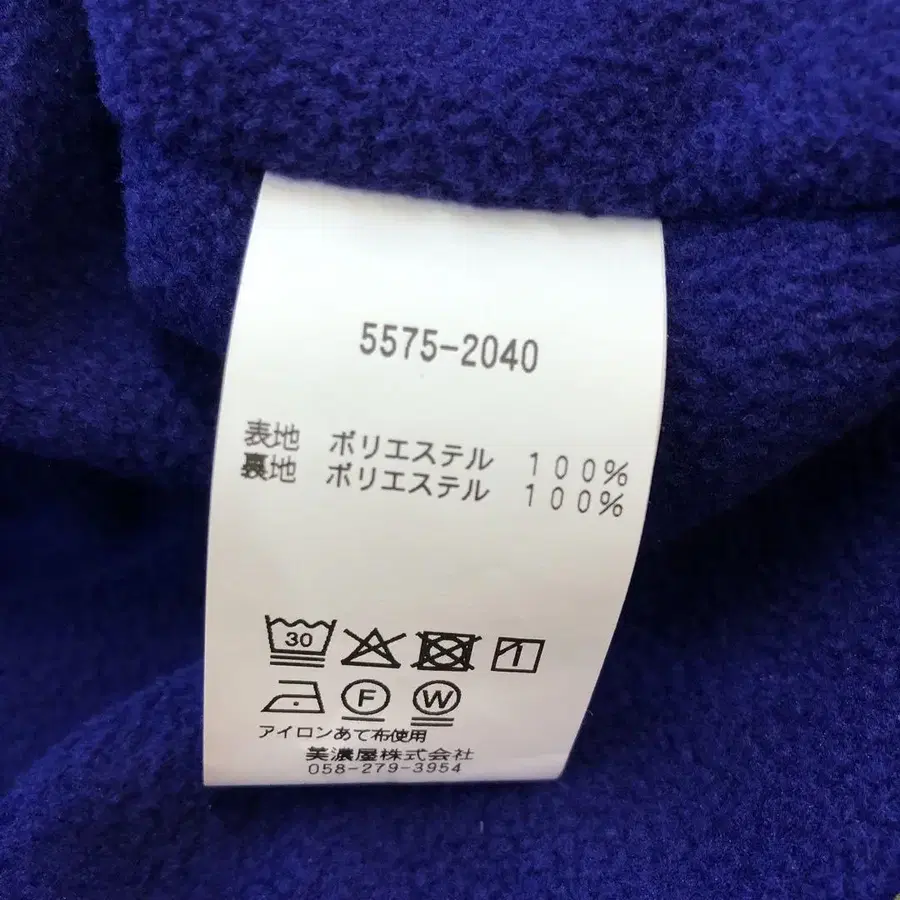 5575-2040
表地 ポリエステル 100%
裏地 ポリエステル 100%
30
F W
アイロンあて布使用
美濃屋株式会社
058-279-3954